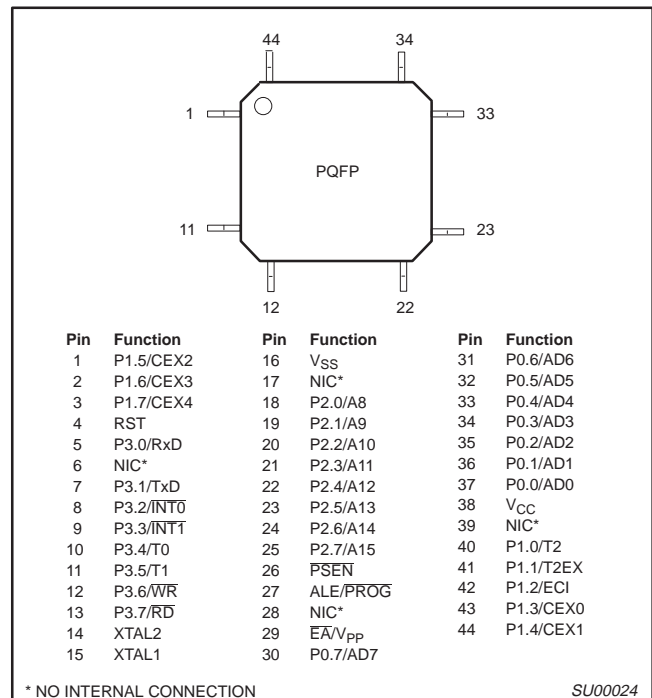 44 34
1 33
PQFP
11 23
12 22
Pin Function Pin Function Pin Function
1 P1.5/CEX2 16 VSS 31 P0.6/AD6
2 P1.6/CEX3 17 NIC* 32 P0.5/AD5
3 P1.7/CEX4 18 P2.0/A8 33 P0.4/AD4
4 RST 19 P2.1/A9 34 P0.3/AD3
5 P3.0/RxD 20 P2.2/A10 35 P0.2/AD2
6 NIC* 21 P2.3/A11 36 P0.1/AD1
7 P3.1/TxD 22 P2.4/A12 37 P0.0/AD0
8 P3.2/I̅N̅T̅0̅ 23 P2.5/A13 38 VCC
9 P3.3/I̅N̅T̅1̅ 24 P2.6/A14 39 NIC*
10 P3.4/T0 25 P2.7/A15 40 P1.0/T2
11 P3.5/T1 26 P̅S̅E̅N̅ 41 P1.1/T2EX
12 P3.6/W̅R̅ 27 ALE/P̅R̅O̅G̅ 42 P1.2/ECI
13 P3.7/R̅D̅ 28 NIC* 43 P1.3/CEX0
14 XTAL2 29 E̅A̅/VPP 44 P1.4/CEX1
15 XTAL1 30 P0.7/AD7
* NO INTERNAL CONNECTION SU00024